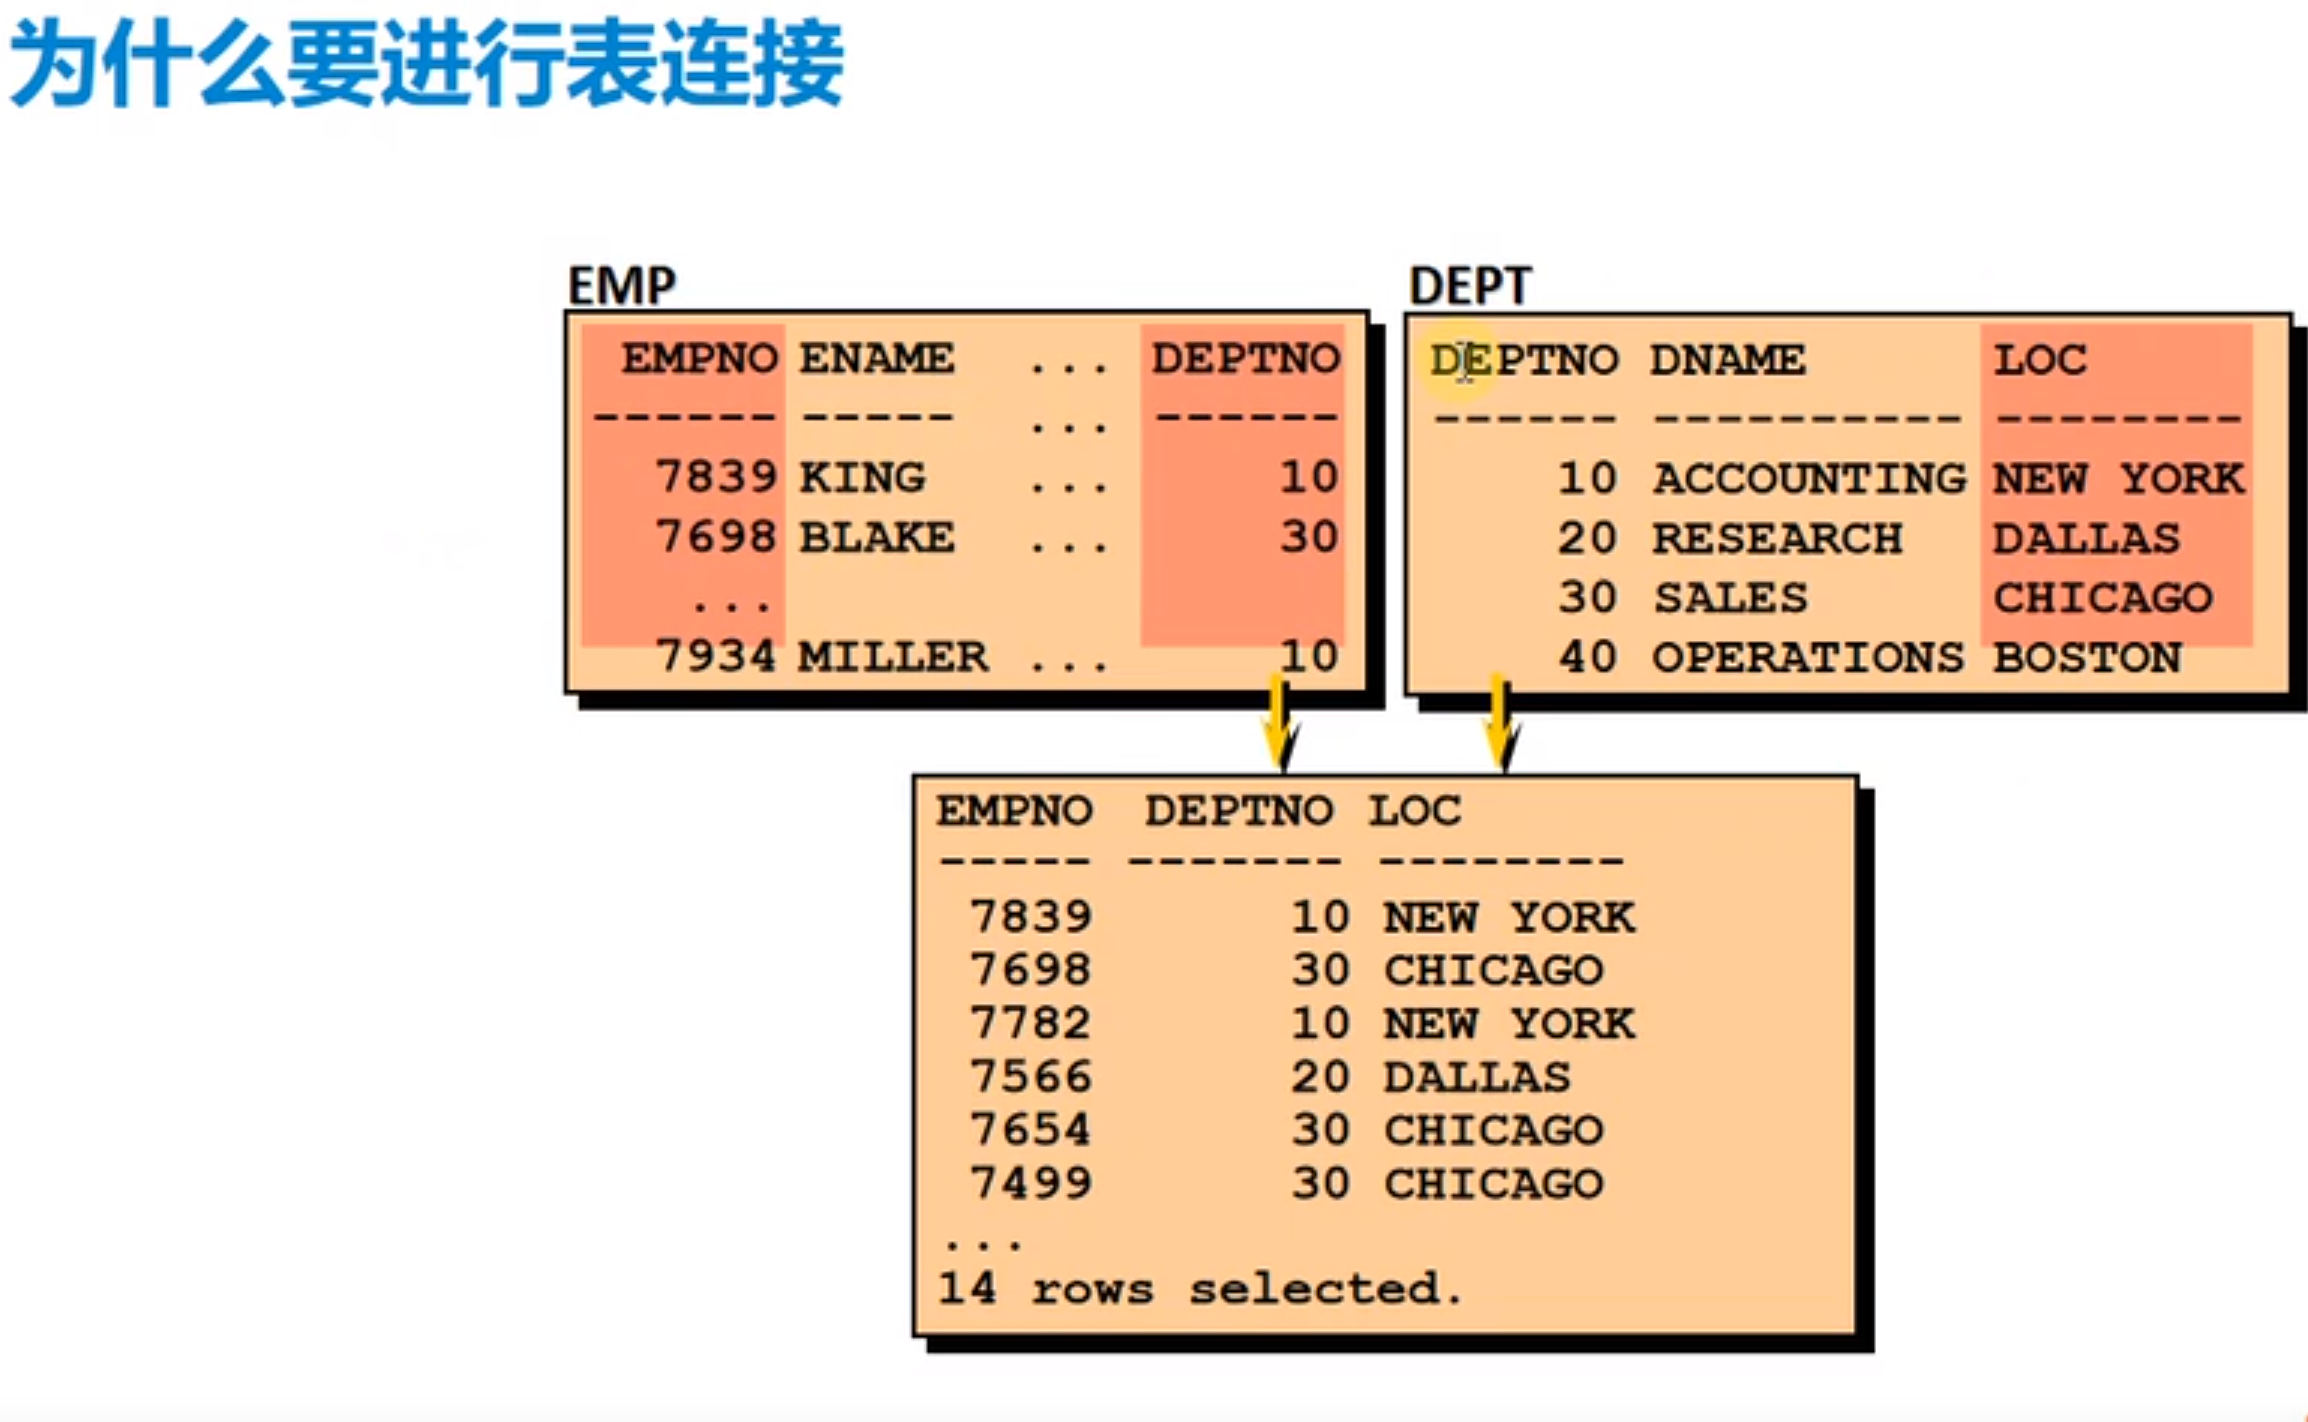 为什么要进行表连接
EMP
EMPNO ENAME ... DEPTNO
------ ----- ... ------
7839 KING ... 10
7698 BLAKE ... 30
...
7934 MILLER ... 10
DEPT
DEPTNO DNAME LOC
------ ---------- --------
10 ACCOUNTING NEW YORK
20 RESEARCH DALLAS
30 SALES CHICAGO
40 OPERATIONS BOSTON
EMPNO DEPTNO LOC
----- ------- --------
7839 10 NEW YORK
7698 30 CHICAGO
7782 10 NEW YORK
7566 20 DALLAS
7654 30 CHICAGO
7499 30 CHICAGO
...
14 rows selected.